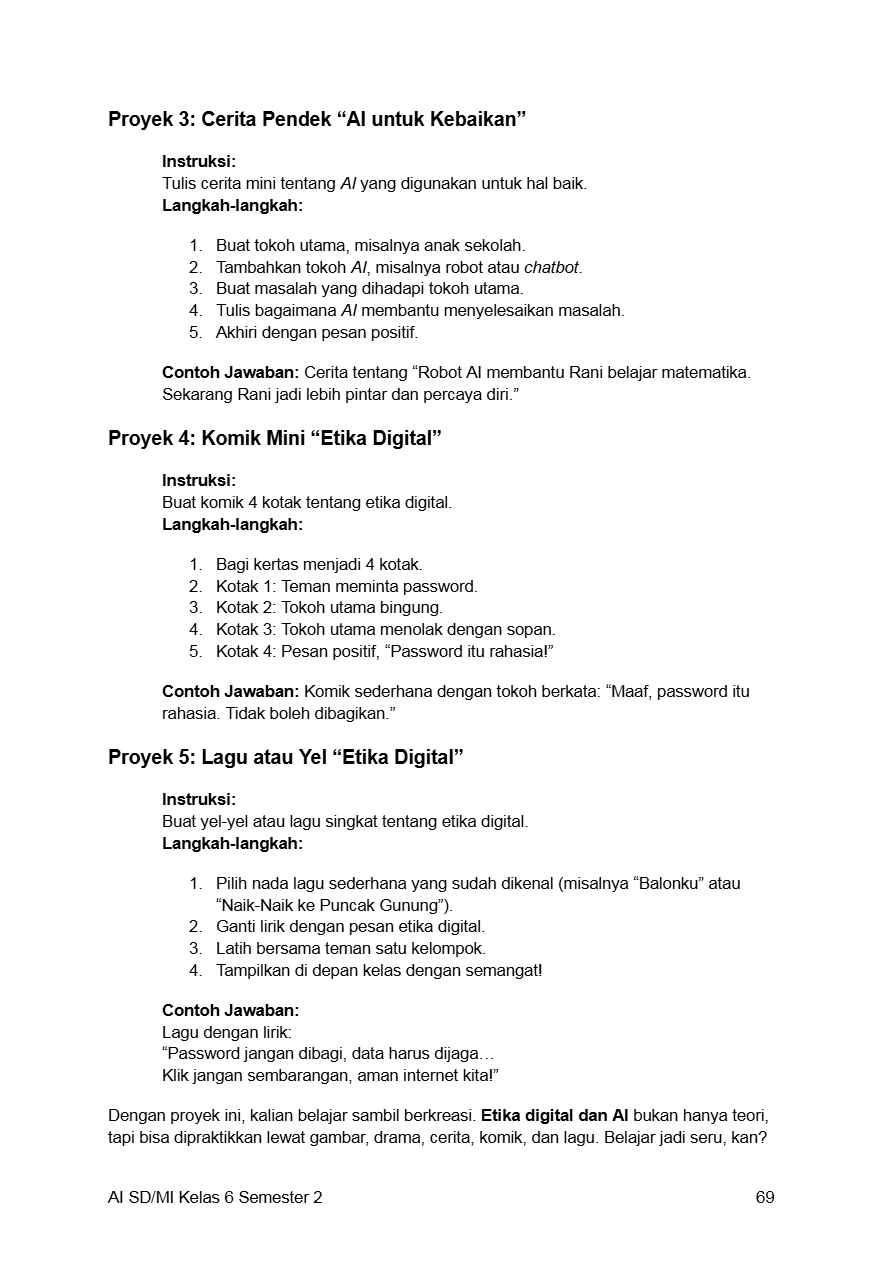 Proyek 3: Cerita Pendek “AI untuk Kebaikan”
Instruksi:
Tulis cerita mini tentang AI yang digunakan untuk hal baik.
Langkah-langkah:
1. Buat tokoh utama, misalnya anak sekolah.
2. Tambahkan tokoh AI, misalnya robot atau chatbot.
3. Buat masalah yang dihadapi tokoh utama.
4. Tulis bagaimana AI membantu menyelesaikan masalah.
5. Akhiri dengan pesan positif.
Contoh Jawaban: Cerita tentang “Robot AI membantu Rani belajar matematika.
Sekarang Rani jadi lebih pintar dan percaya diri.”
Proyek 4: Komik Mini “Etika Digital”
Instruksi:
Buat komik 4 kotak tentang etika digital.
Langkah-langkah:
1. Bagi kertas menjadi 4 kotak.
2. Kotak 1: Teman meminta password.
3. Kotak 2: Tokoh utama bingung.
4. Kotak 3: Tokoh utama menolak dengan sopan.
5. Kotak 4: Pesan positif, “Password itu rahasia!”
Contoh Jawaban: Komik sederhana dengan tokoh berkata: “Maaf, password itu
rahasia. Tidak boleh dibagikan.”
Proyek 5: Lagu atau Yel “Etika Digital”
Instruksi:
Buat yel-yel atau lagu singkat tentang etika digital.
Langkah-langkah:
1. Pilih nada lagu sederhana yang sudah dikenal (misalnya “Balonku” atau
“Naik-Naik ke Puncak Gunung”).
2. Ganti lirik dengan pesan etika digital.
3. Latih bersama teman satu kelompok.
4. Tampilkan di depan kelas dengan semangat!
Contoh Jawaban:
Lagu dengan lirik:
“Password jangan dibagi, data harus dijaga…
Klik jangan sembarangan, aman internet kita!”
Dengan proyek ini, kalian belajar sambil berkreasi. Etika digital dan AI bukan hanya teori,
tapi bisa dipraktikkan lewat gambar, drama, cerita, komik, dan lagu. Belajar jadi seru, kan?
AI SD/MI Kelas 6 Semester 2 69